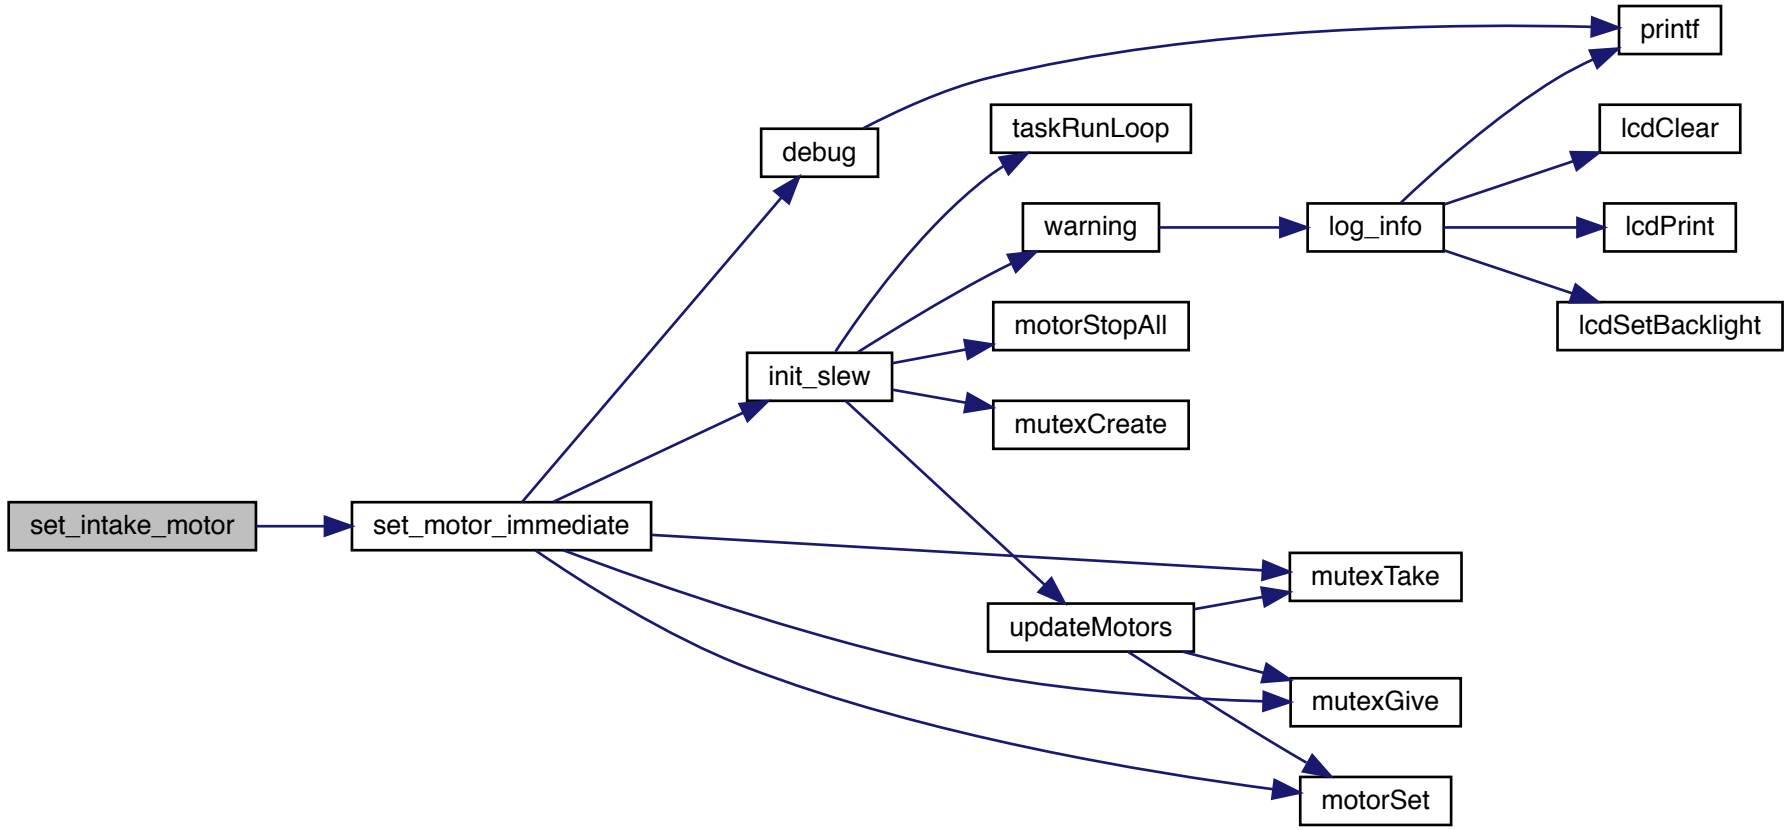 printf
taskRunLoop
lcdClear
debug
warning
log_info
lcdPrint
motorStopAll
lcdSetBacklight
init_slew
mutexCreate
set_intake_motor
set_motor_immediate
mutexTake
updateMotors
mutexGive
motorSet